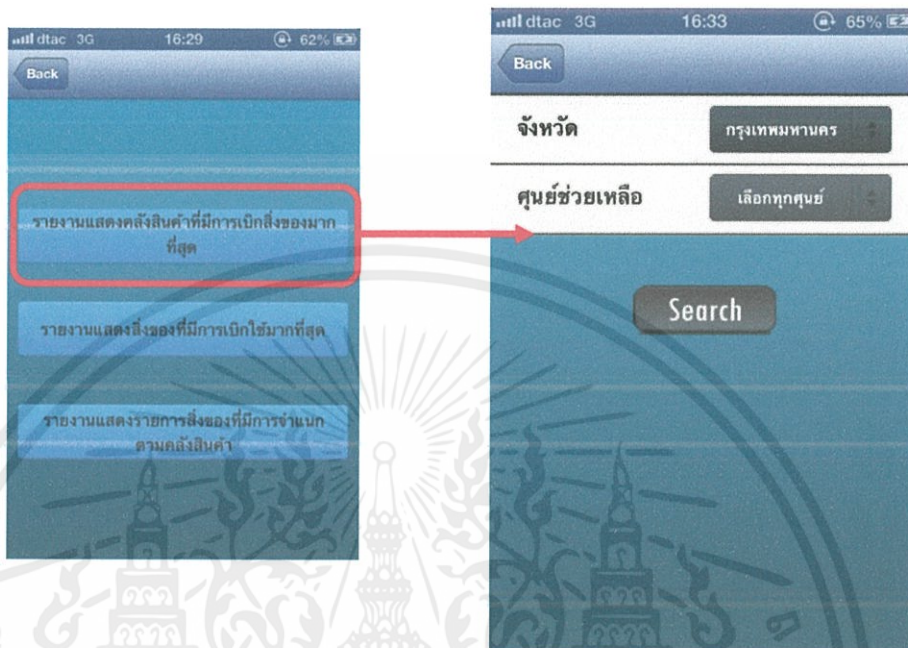 dtac 3G 16:29 62%
Back
รายงานแสดงคลังสินค้าที่มีการเบิกสิ่งของมาก
ที่สุด
รายงานแสดงสิ่งของที่มีการเบิกใช้มากที่สุด
รายงานแสดงรายการสิ่งของที่มีการจำแนก
ตามคลังสินค้า
dtac 3G 16:33 65%
Back
จังหวัด กรุงเทพมหานคร
ศูนย์ช่วยเหลือ เลือกทุกศูนย์
Search